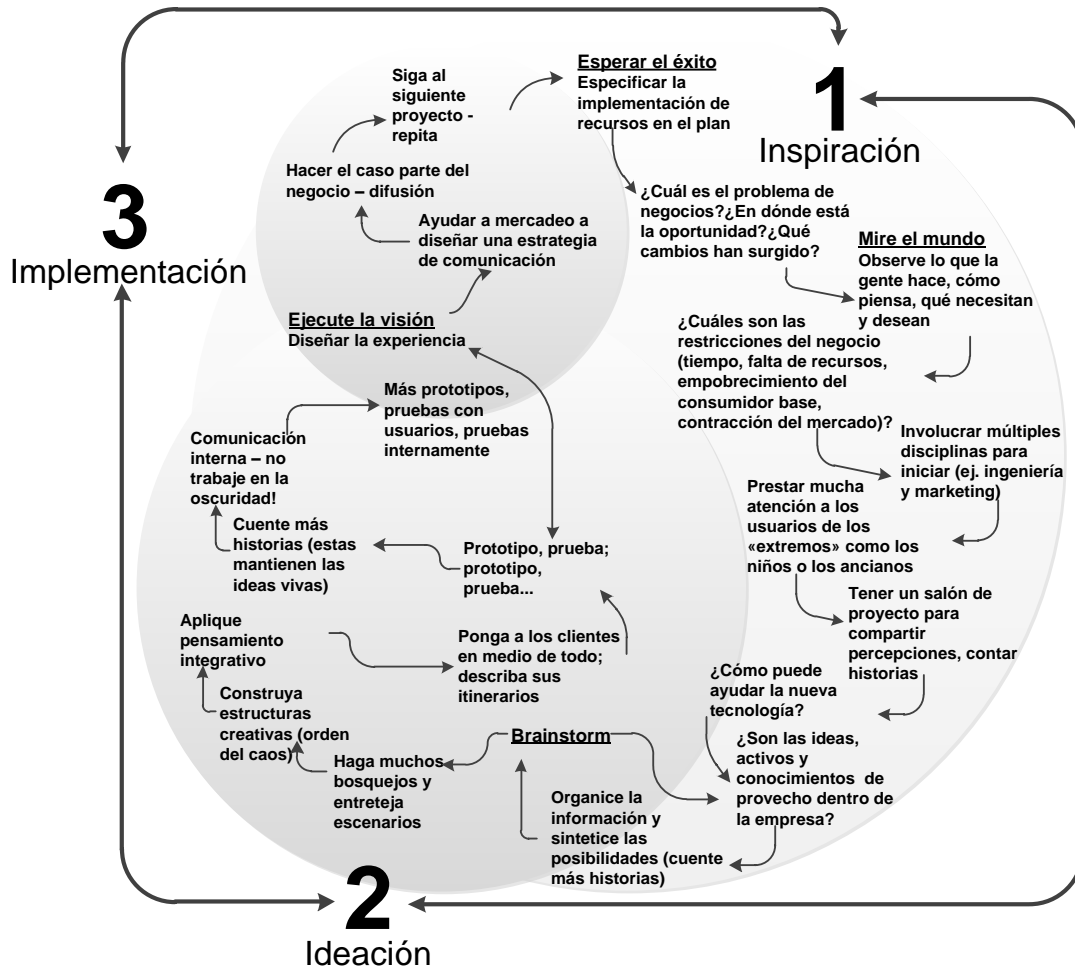 1
Inspiración
Esperar el éxito
Especificar la
implementación de
recursos en el plan
¿Cuál es el problema de
negocios?¿En dónde está
la oportunidad?¿Qué
cambios han surgido?
Mire el mundo
Observe lo que la
gente hace, cómo
piensa, qué necesitan
y desean
¿Cuáles son las
restricciones del negocio
(tiempo, falta de recursos,
empobrecimiento del
consumidor base,
contracción del mercado)?
Involucrar múltiples
disciplinas para
iniciar (ej. ingeniería
y marketing)
Prestar mucha
atención a los
usuarios de los
«extremos» como los
niños o los ancianos
Tener un salón de
proyecto para
compartir
percepciones, contar
historias
¿Cómo puede
ayudar la nueva
tecnología?
¿Son las ideas,
activos y
conocimientos de
provecho dentro de
la empresa?
Organice la
información y
sintetice las
posibilidades (cuente
más historias)
2
Ideación
Brainstorm
Haga muchos
bosquejos y
entreteja
escenarios
Construya
estructuras
creativas (orden
del caos)
Aplique
pensamiento
integrativo
Ponga a los clientes
en medio de todo;
describa sus
itinerarios
Prototipo, prueba;
prototipo,
prueba...
Cuente más
historias (estas
mantienen las
ideas vivas)
Comunicación
interna – no
trabaje en la
oscuridad!
Más prototipos,
pruebas con
usuarios, pruebas
internamente
3
Implementación
Ejecute la visión
Diseñar la experiencia
Ayudar a mercadeo a
diseñar una estrategia
de comunicación
Hacer el caso parte del
negocio – difusión
Siga al
siguiente
proyecto -
repita